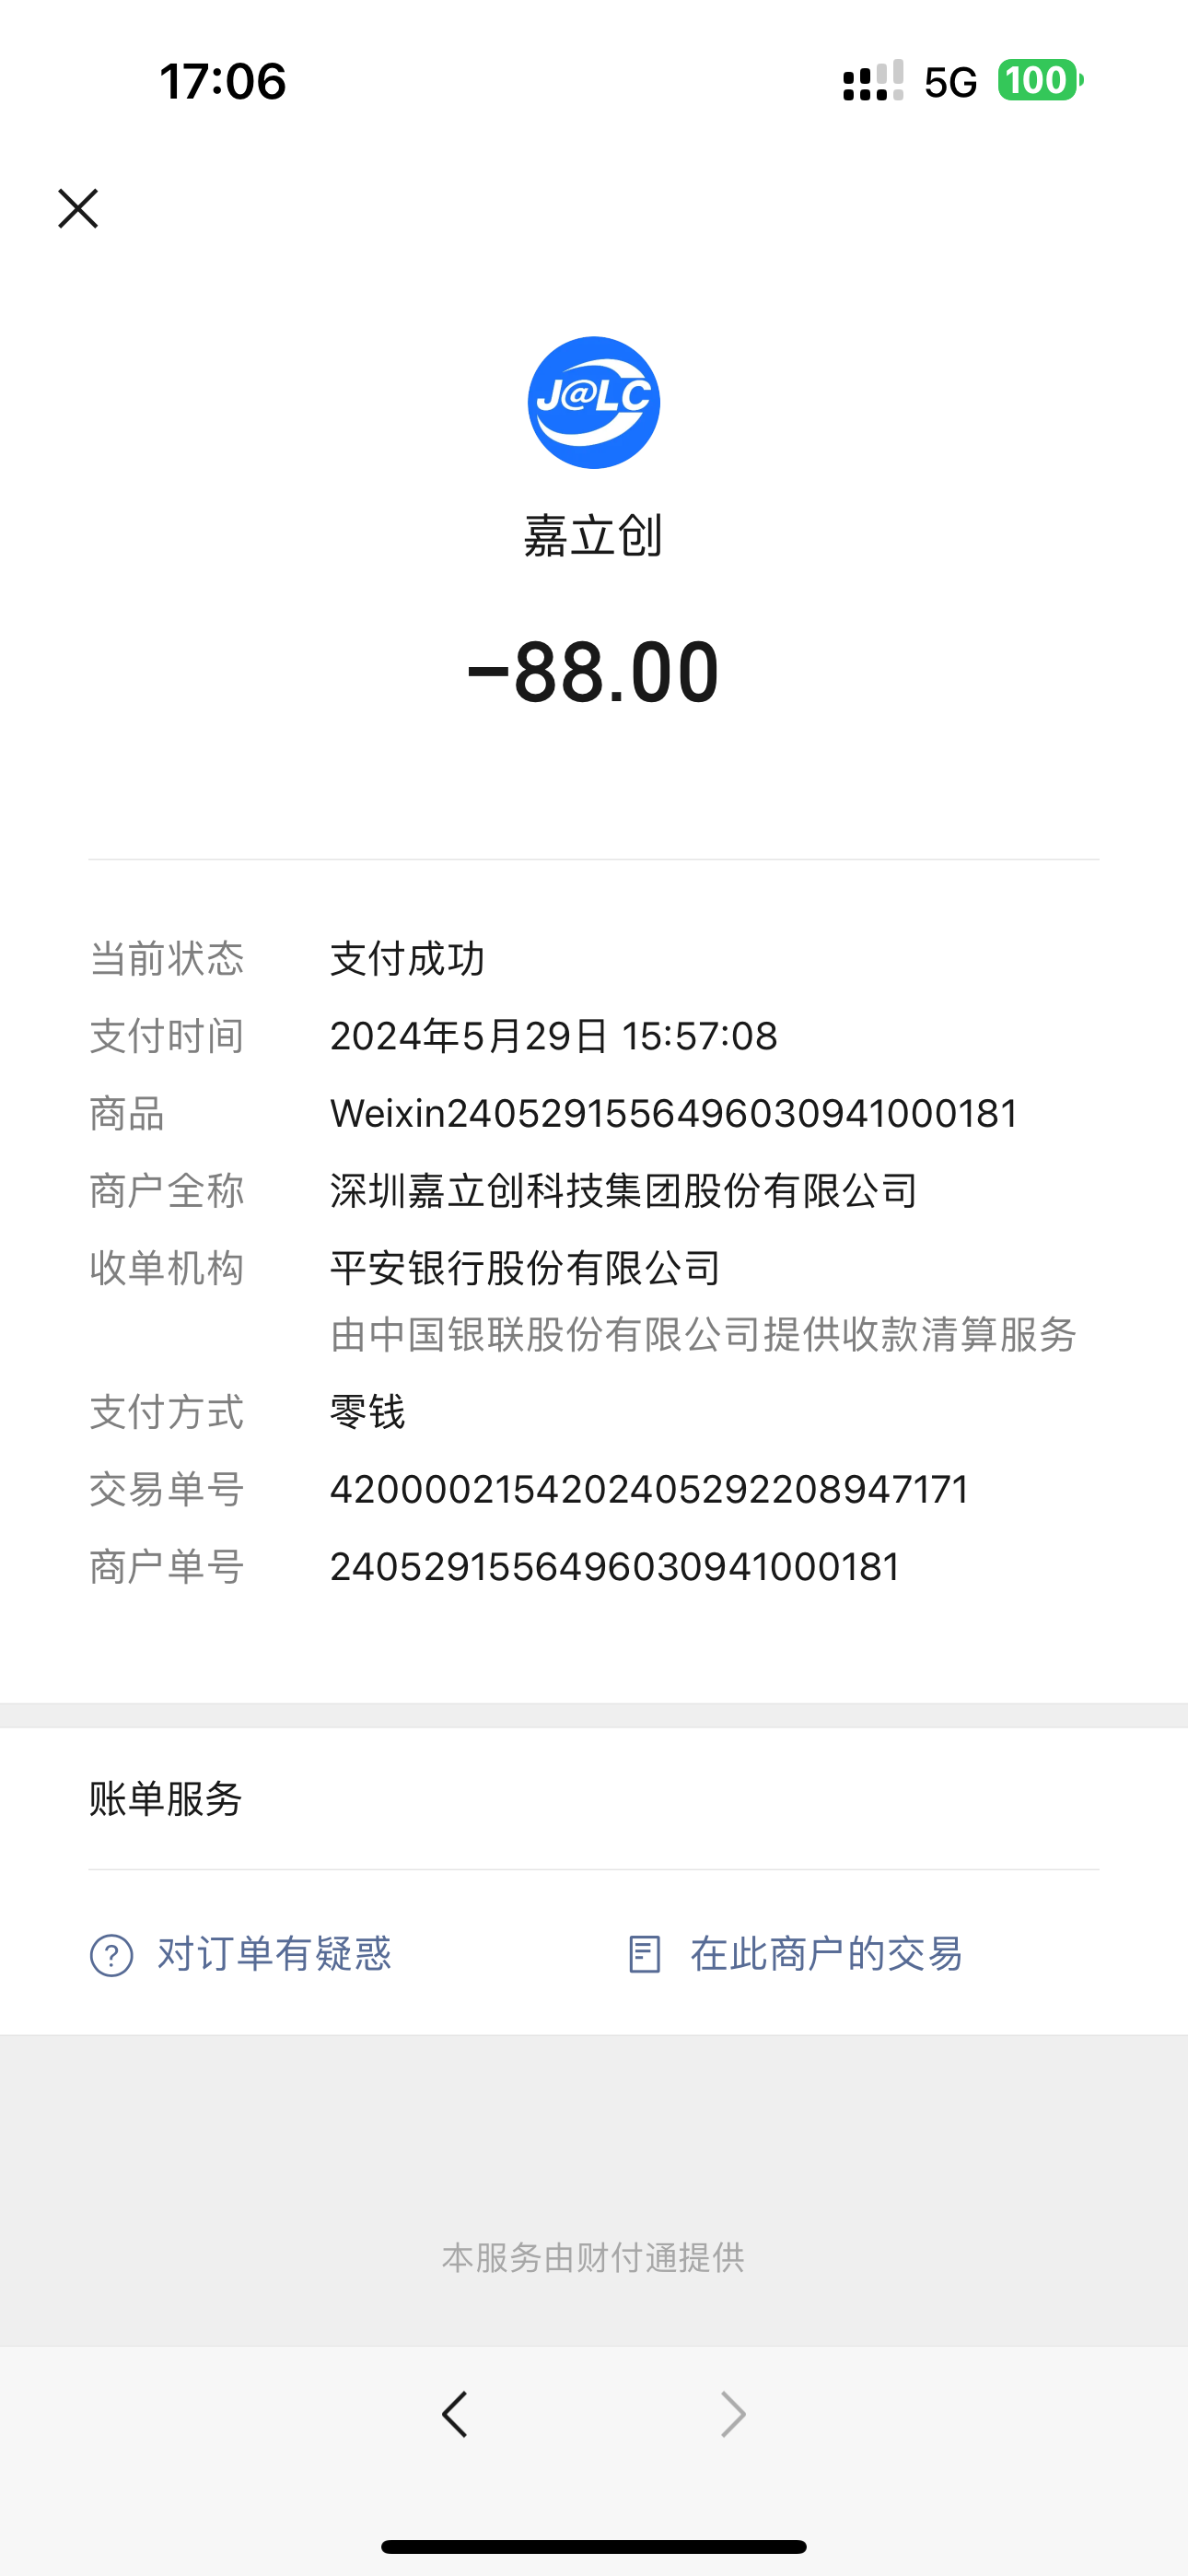 17:06
5G
100
J@LC
嘉立创
-88.00
当前状态 支付成功
支付时间 2024年5月29日 15:57:08
商品 Weixin2405291556496030941000181
商户全称 深圳嘉立创科技集团股份有限公司
收单机构 平安银行股份有限公司
由中国银联股份有限公司提供收款清算服务
支付方式 零钱
交易单号 4200002154202405292208947171
商户单号 2405291556496030941000181
账单服务
对订单有疑惑
在此商户的交易
本服务由财付通提供